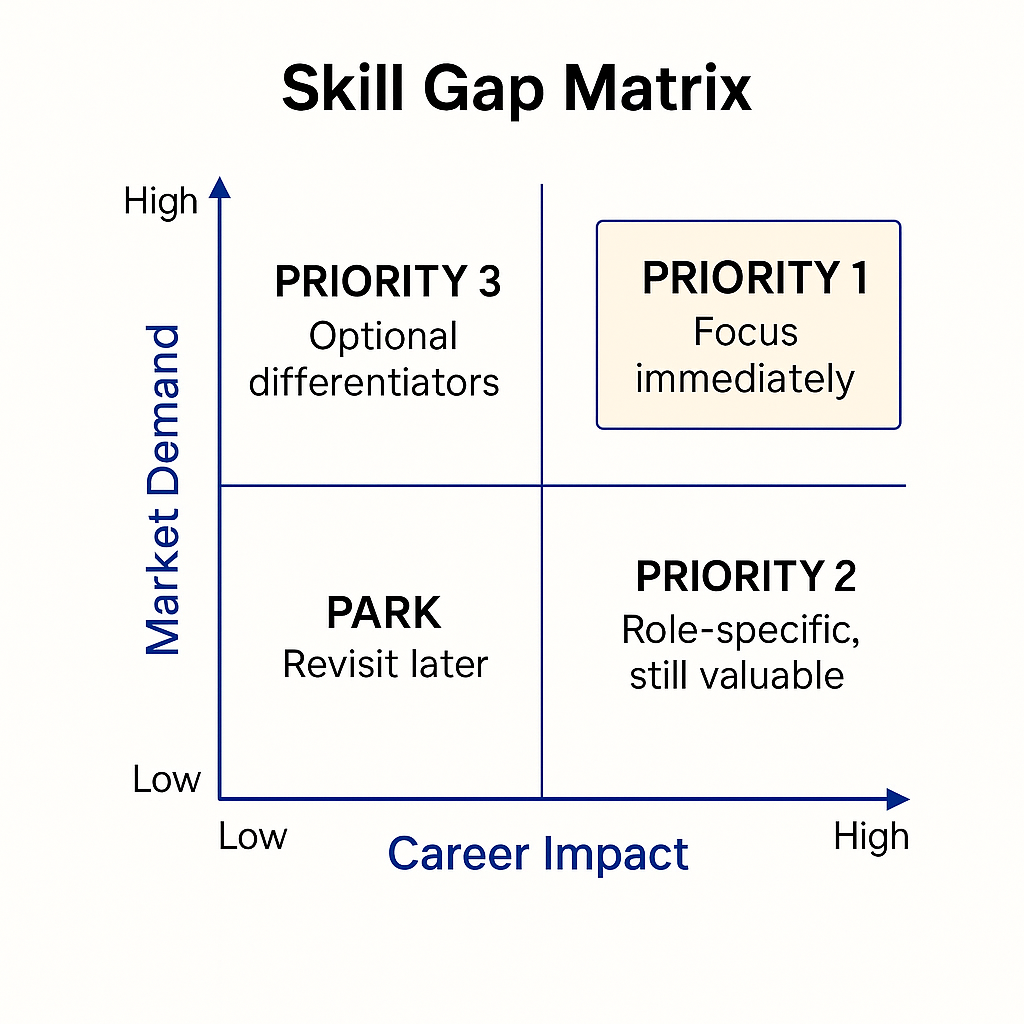 Skill Gap Matrix
High
PRIORITY 3
Optional
differentiators
PRIORITY 1
Focus
immediately
Market Demand
PARK
Revisit later
PRIORITY 2
Role-specific,
still valuable
Low
Low
Career Impact
High